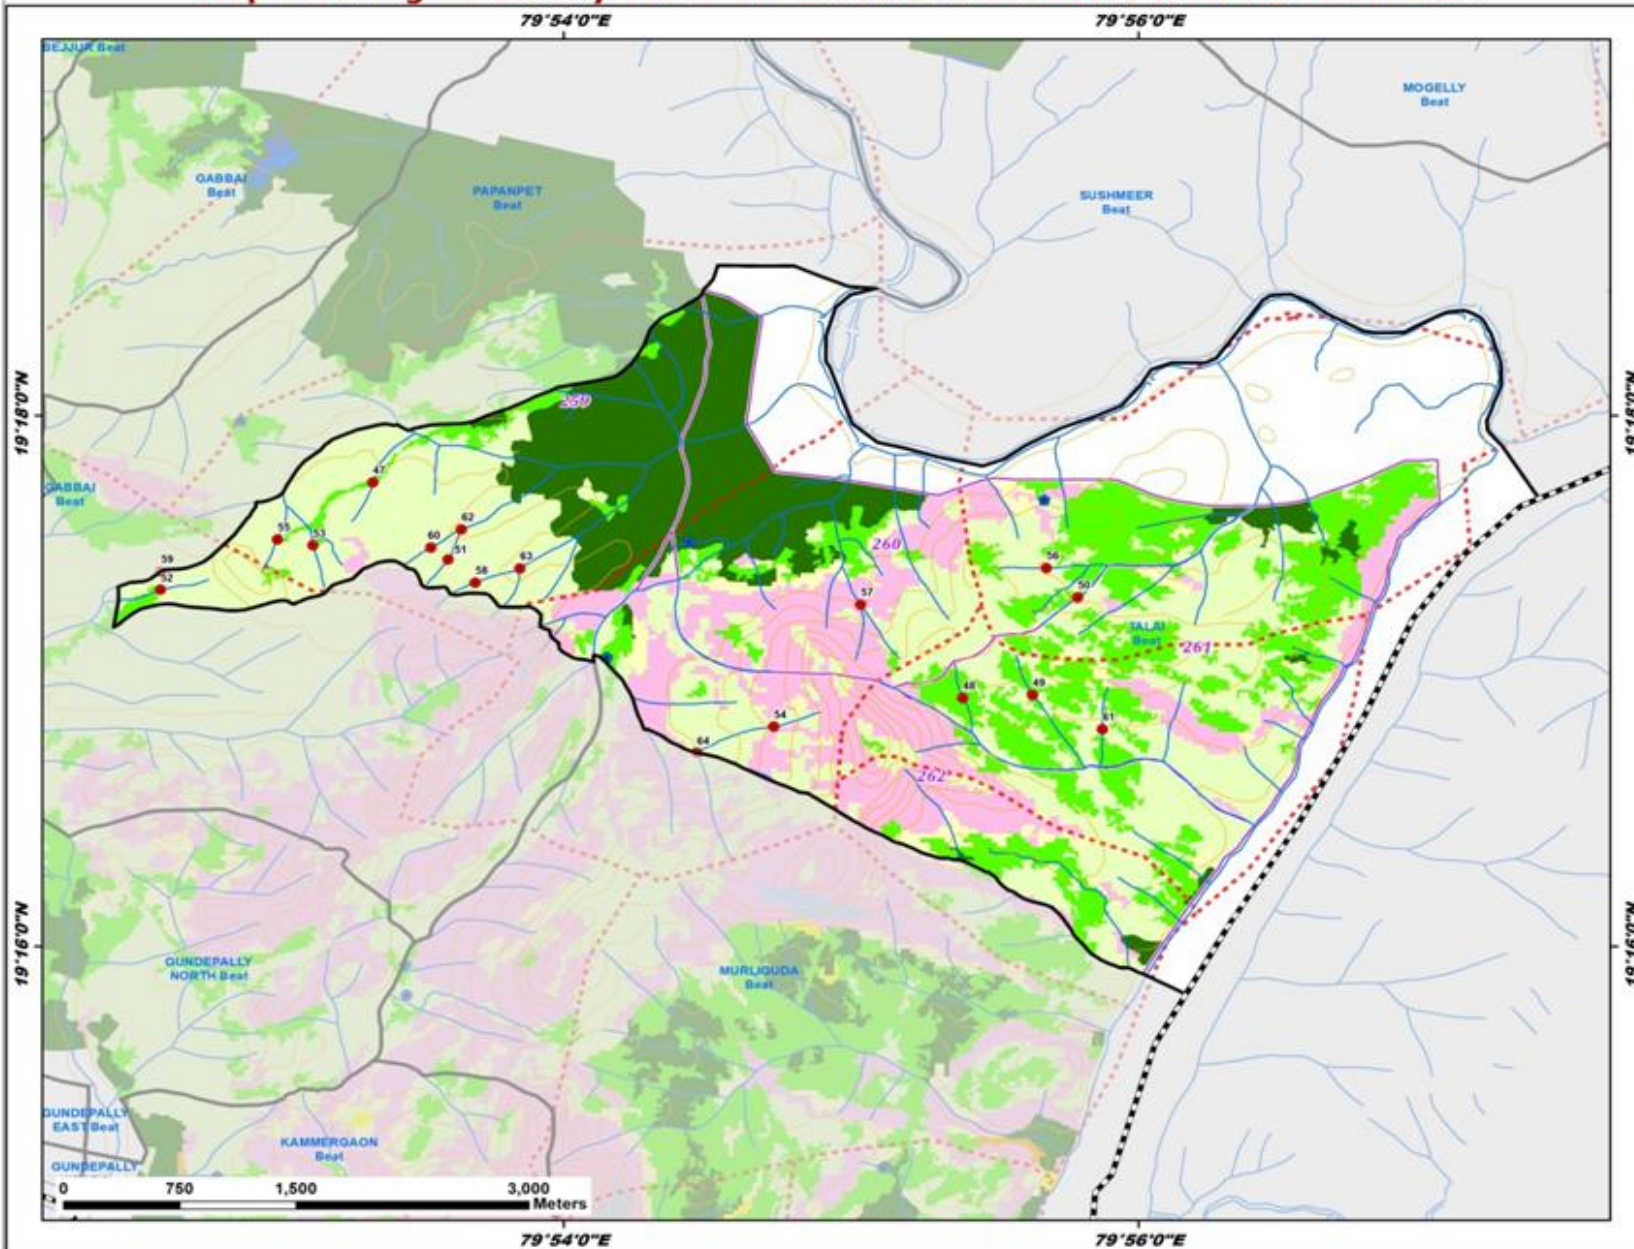 79°54'0"E
79°56'0"E
BEJJUR Beat
MOGELLY
Beat
GABBAI
Beat
PAPANPET
Beat
SUSHMEER
Beat
19°18'0"N
19°18'0"N
259
47
GABBAI
Beat
55
53
62
60
51
59
52
58
63
260
56
50
57
TALAI
Beat
261
48
49
61
54
64
262
19°16'0"N
19°16'0"N
GUNDEPALLY
NORTH Beat
MURLIGUDA
Beat
GUNDEPALLY
EAST Beat
KAMMERGAON
Beat
GUNDEPALLY
0
750
1,500
3,000
Meters
79°54'0"E
79°56'0"E